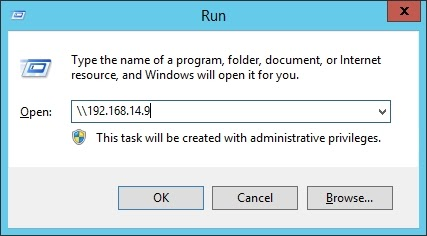 Run
Type the name of a program, folder, document, or Internet
resource, and Windows will open it for you.
Open: \\192.168.14.9
This task will be created with administrative privileges.
OK Cancel Browse...